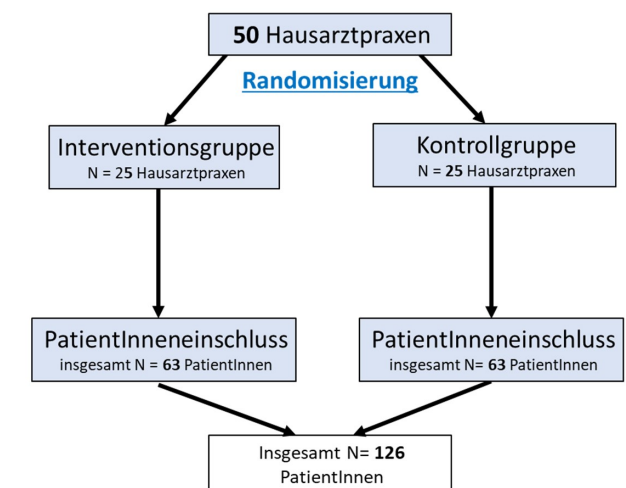 50 Hausarztpraxen
Randomisierung
Interventionsgruppe
N = 25 Hausarztpraxen
Kontrollgruppe
N = 25 Hausarztpraxen
PatientInneneinschluss
insgesamt N = 63 PatientInnen
PatientInneneinschluss
insgesamt N= 63 PatientInnen
Insgesamt N= 126
PatientInnen